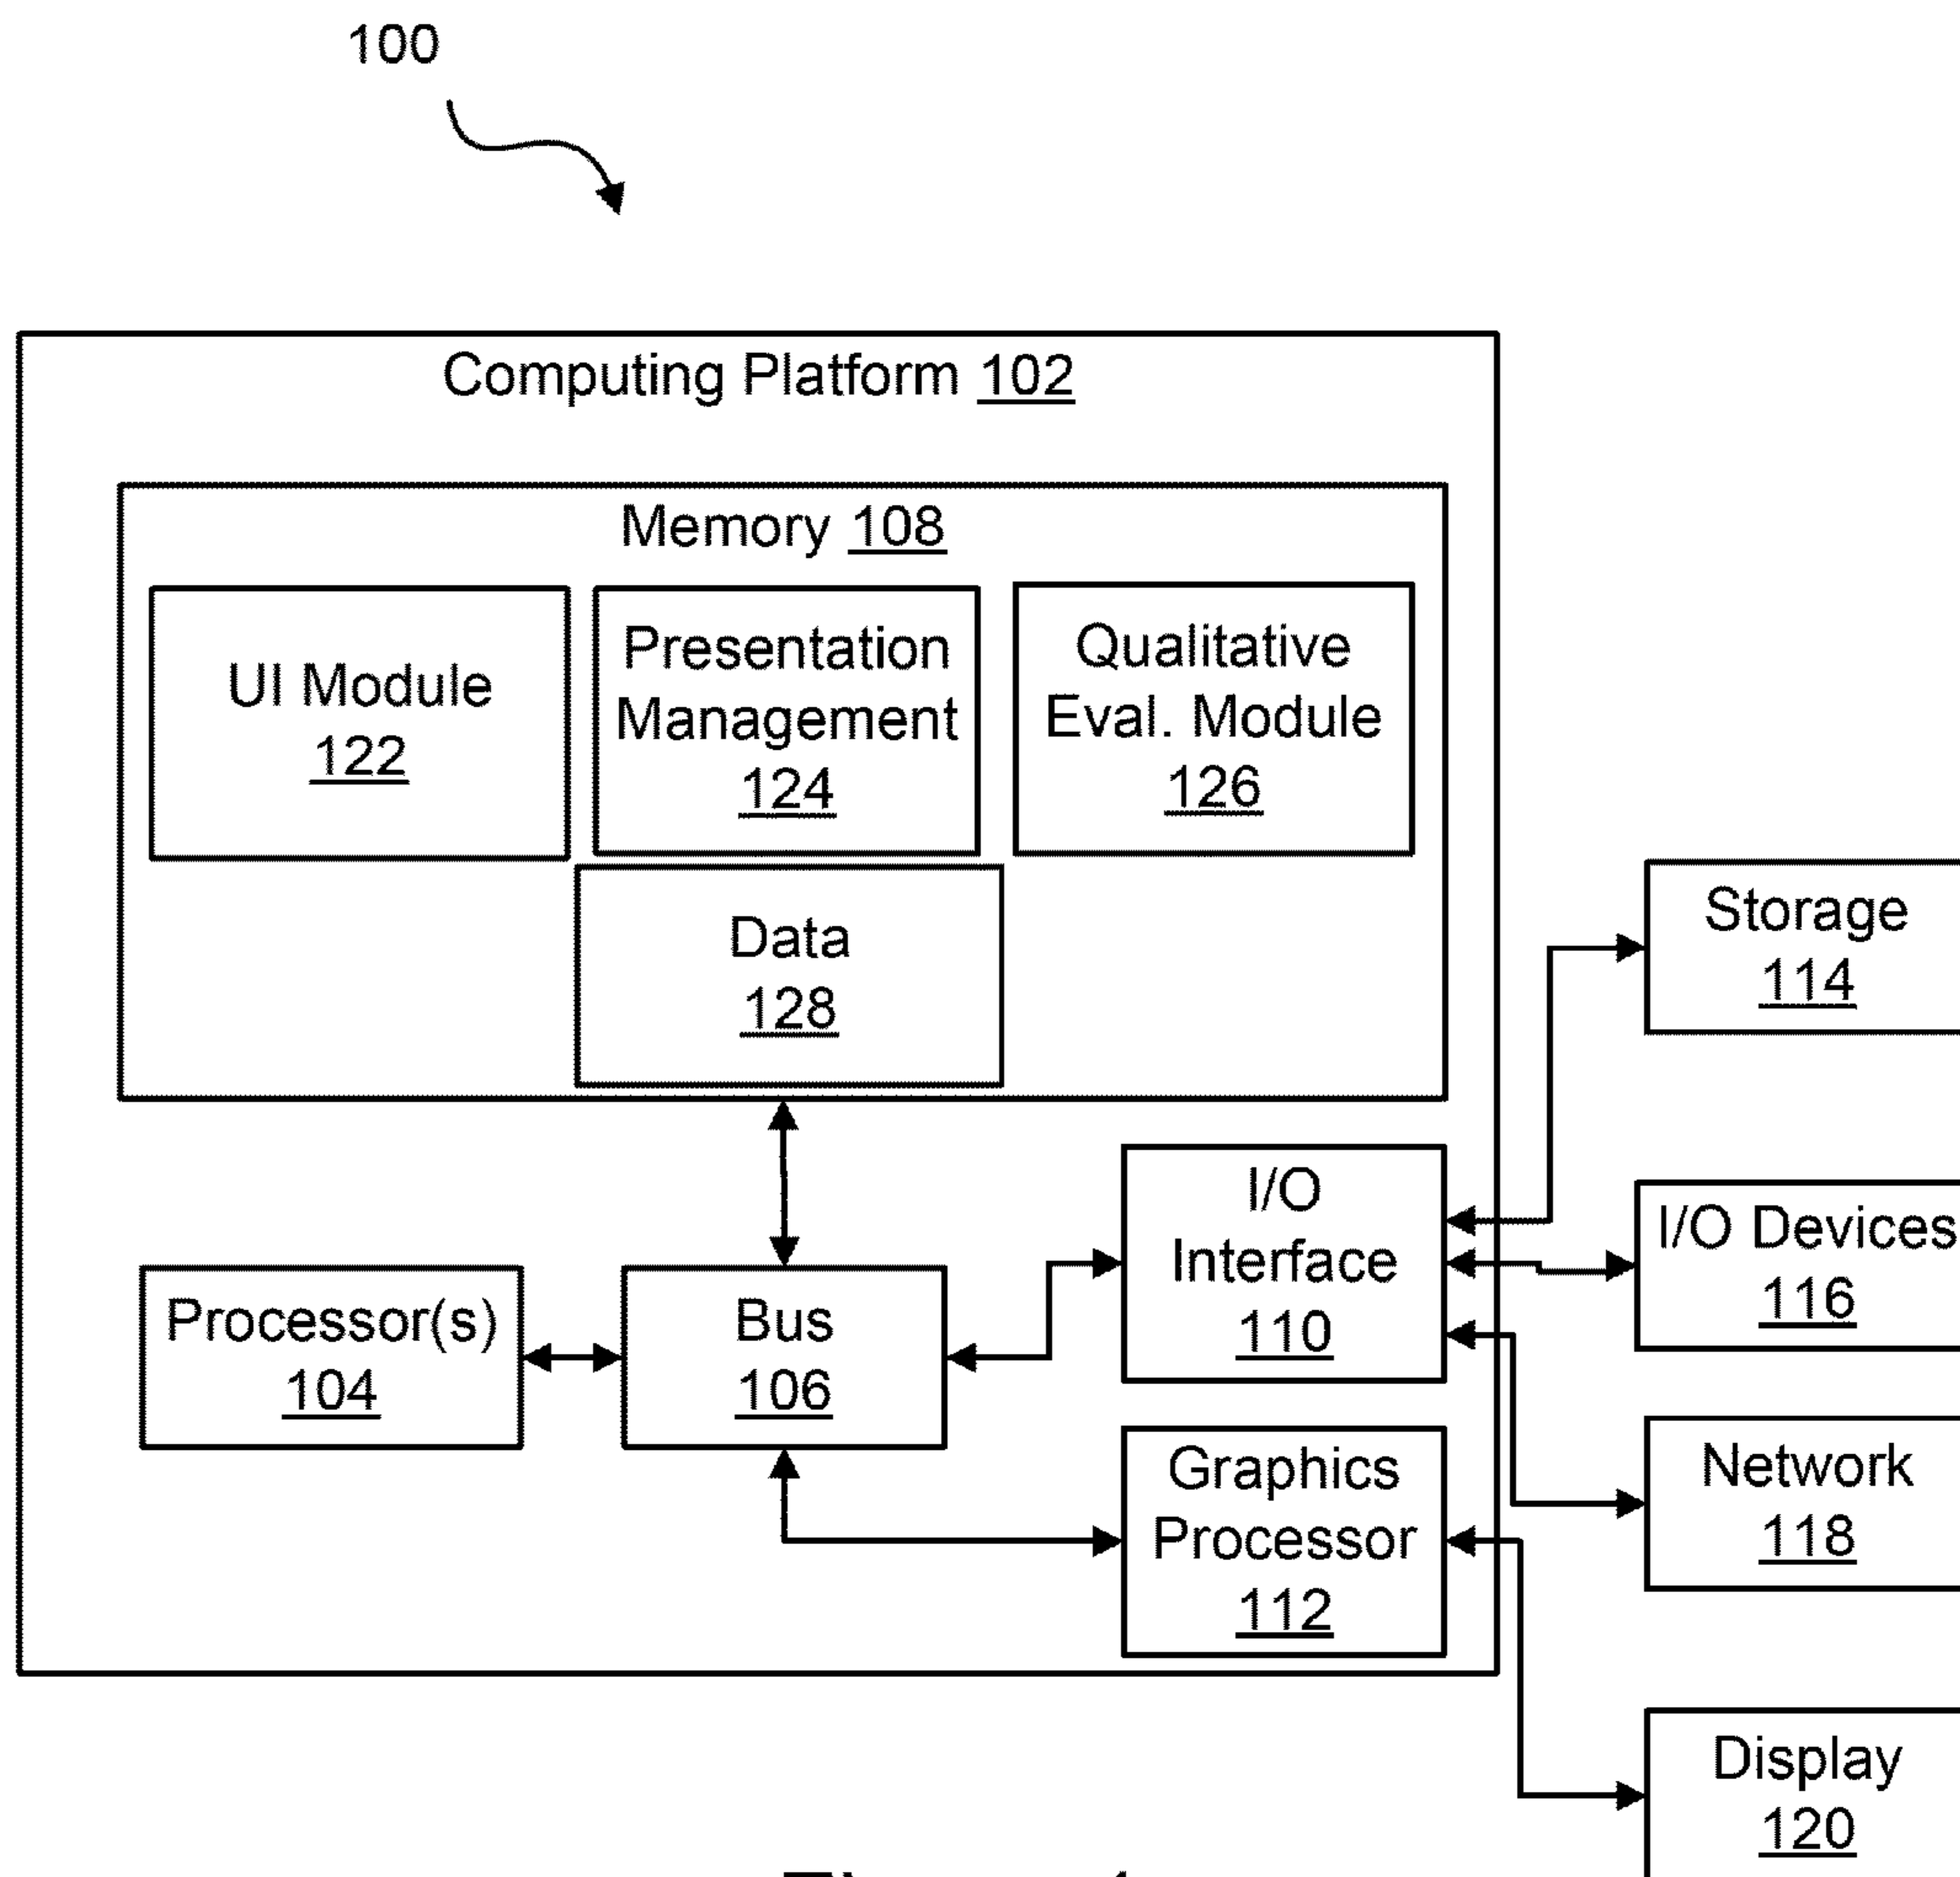 100
Computing Platform 102
Memory 108
UI Module
122
Presentation
Management
124
Qualitative
Eval. Module
126
Data
128
Storage
114
I/O
Interface
110
I/O Devices
116
Processor(s)
104
Bus
106
Graphics
Processor
112
Network
118
Display
120